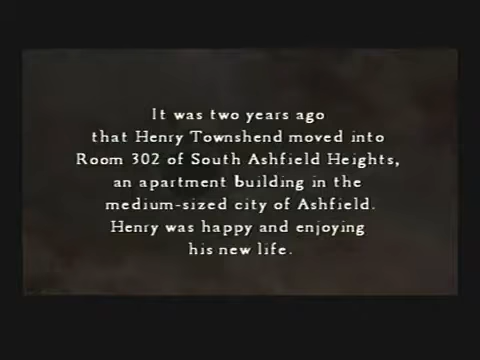 It was two years ago
that Henry Townshend moved into
Room 302 of South Ashfield Heights,
an apartment building in the
medium-sized city of Ashfield.
Henry was happy and enjoying
his new life.